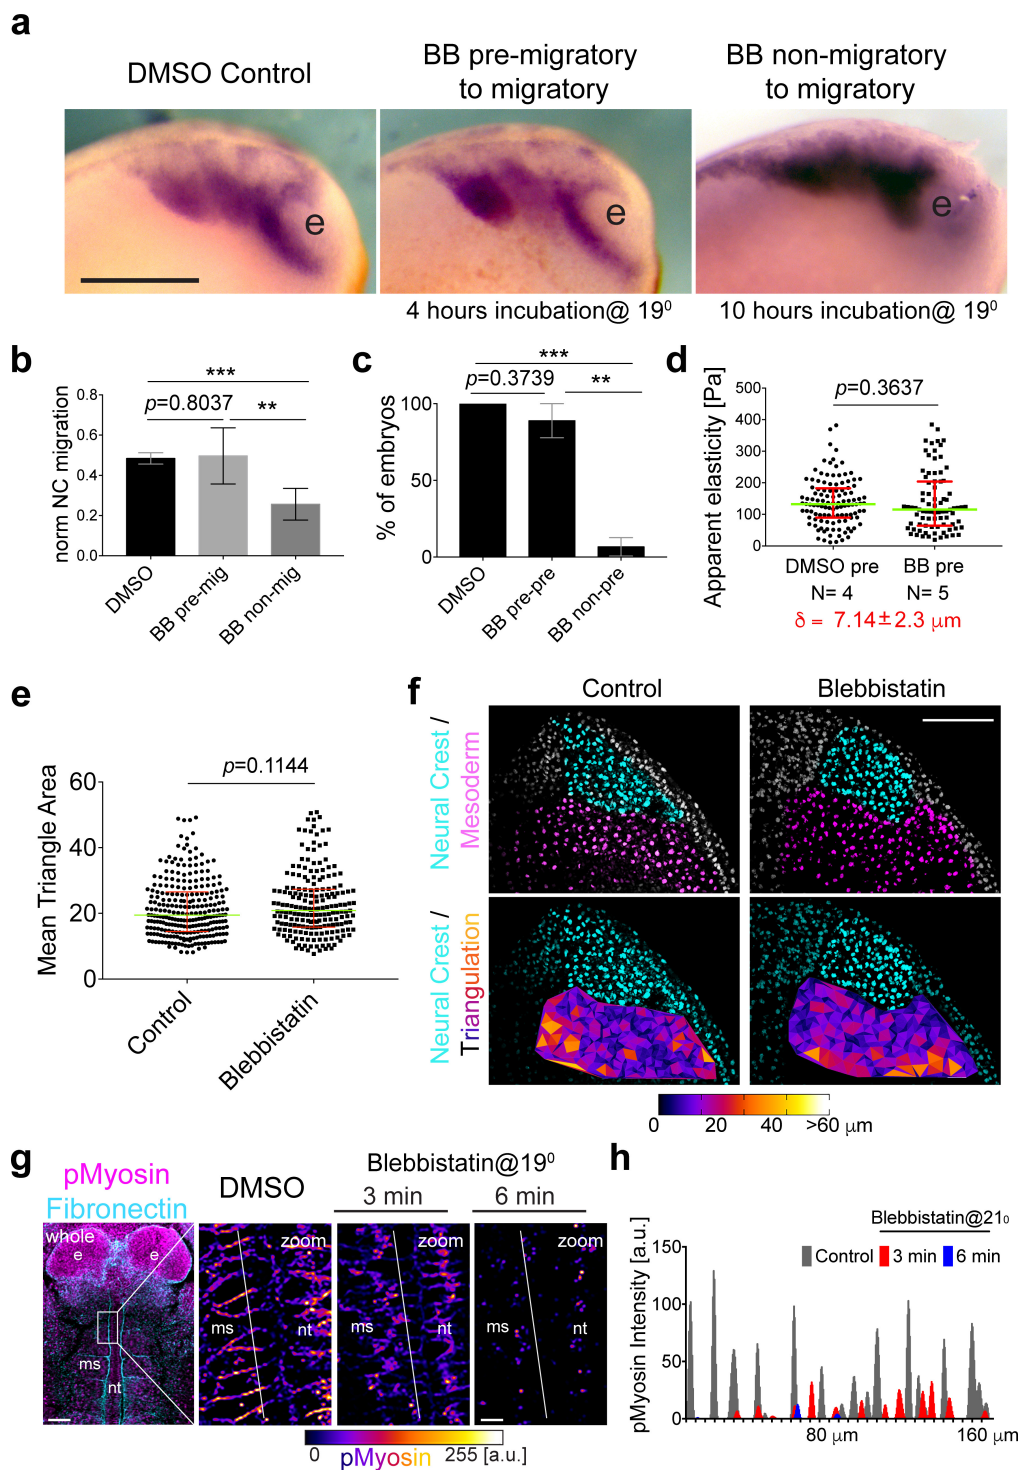 a
DMSO Control
BB pre-migratory
to migratory
BB non-migratory
to migratory
e
e
e
4 hours incubation@ 19⁰
10 hours incubation@ 19⁰
b
norm NC migration
0.8
0.6
0.4
0.2
0.0
***
p=0.8037
**
DMSO
BB pre-mig
BB non-mig
c
% of embryos
100
50
0
***
p=0.3739
**
DMSO
BB pre-pre
BB non-pre
d
Apparent elasticity [Pa]
500
400
300
200
100
0
p=0.3637
DMSO pre
BB pre
N= 4
N= 5
δ = 7.14±2.3 μm
e
Mean Triangle Area
60
40
20
0
p=0.1144
Control
Blebbistatin
f
Control
Blebbistatin
Neural Crest /
Mesoderm
Neural Crest /
Triangulation
0
20
40
>60 μm
g
pMyosin
Fibronectin
DMSO
Blebbistatin@19⁰
3 min
6 min
whole
e
e
ms
nt
zoom
ms
nt
zoom
ms
nt
zoom
ms
nt
0
pMyosin
255 [a.u.]
h
Blebbistatin@21₀
Control
3 min
6 min
pMyosin Intensity [a.u.]
150
100
50
0
80 μm
160 μm